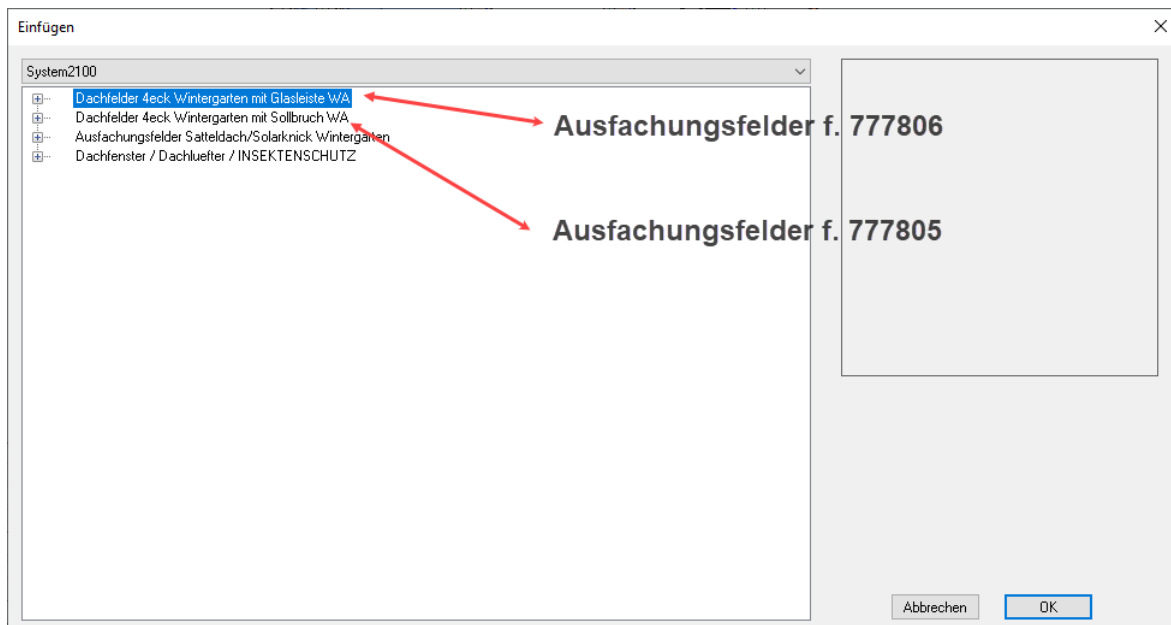 Einfügen
System2100
Dachfelder 4eck Wintergarten mit Glasleiste WA
Dachfelder 4eck Wintergarten mit Sollbruch WA
Ausfachungsfelder Satteldach/Solarknick Wintergarten
Dachfenster / Dachluefter / INSEKTENSCHUTZ
Ausfachungsfelder f. 777806
Ausfachungsfelder f. 777805
Abbrechen
OK